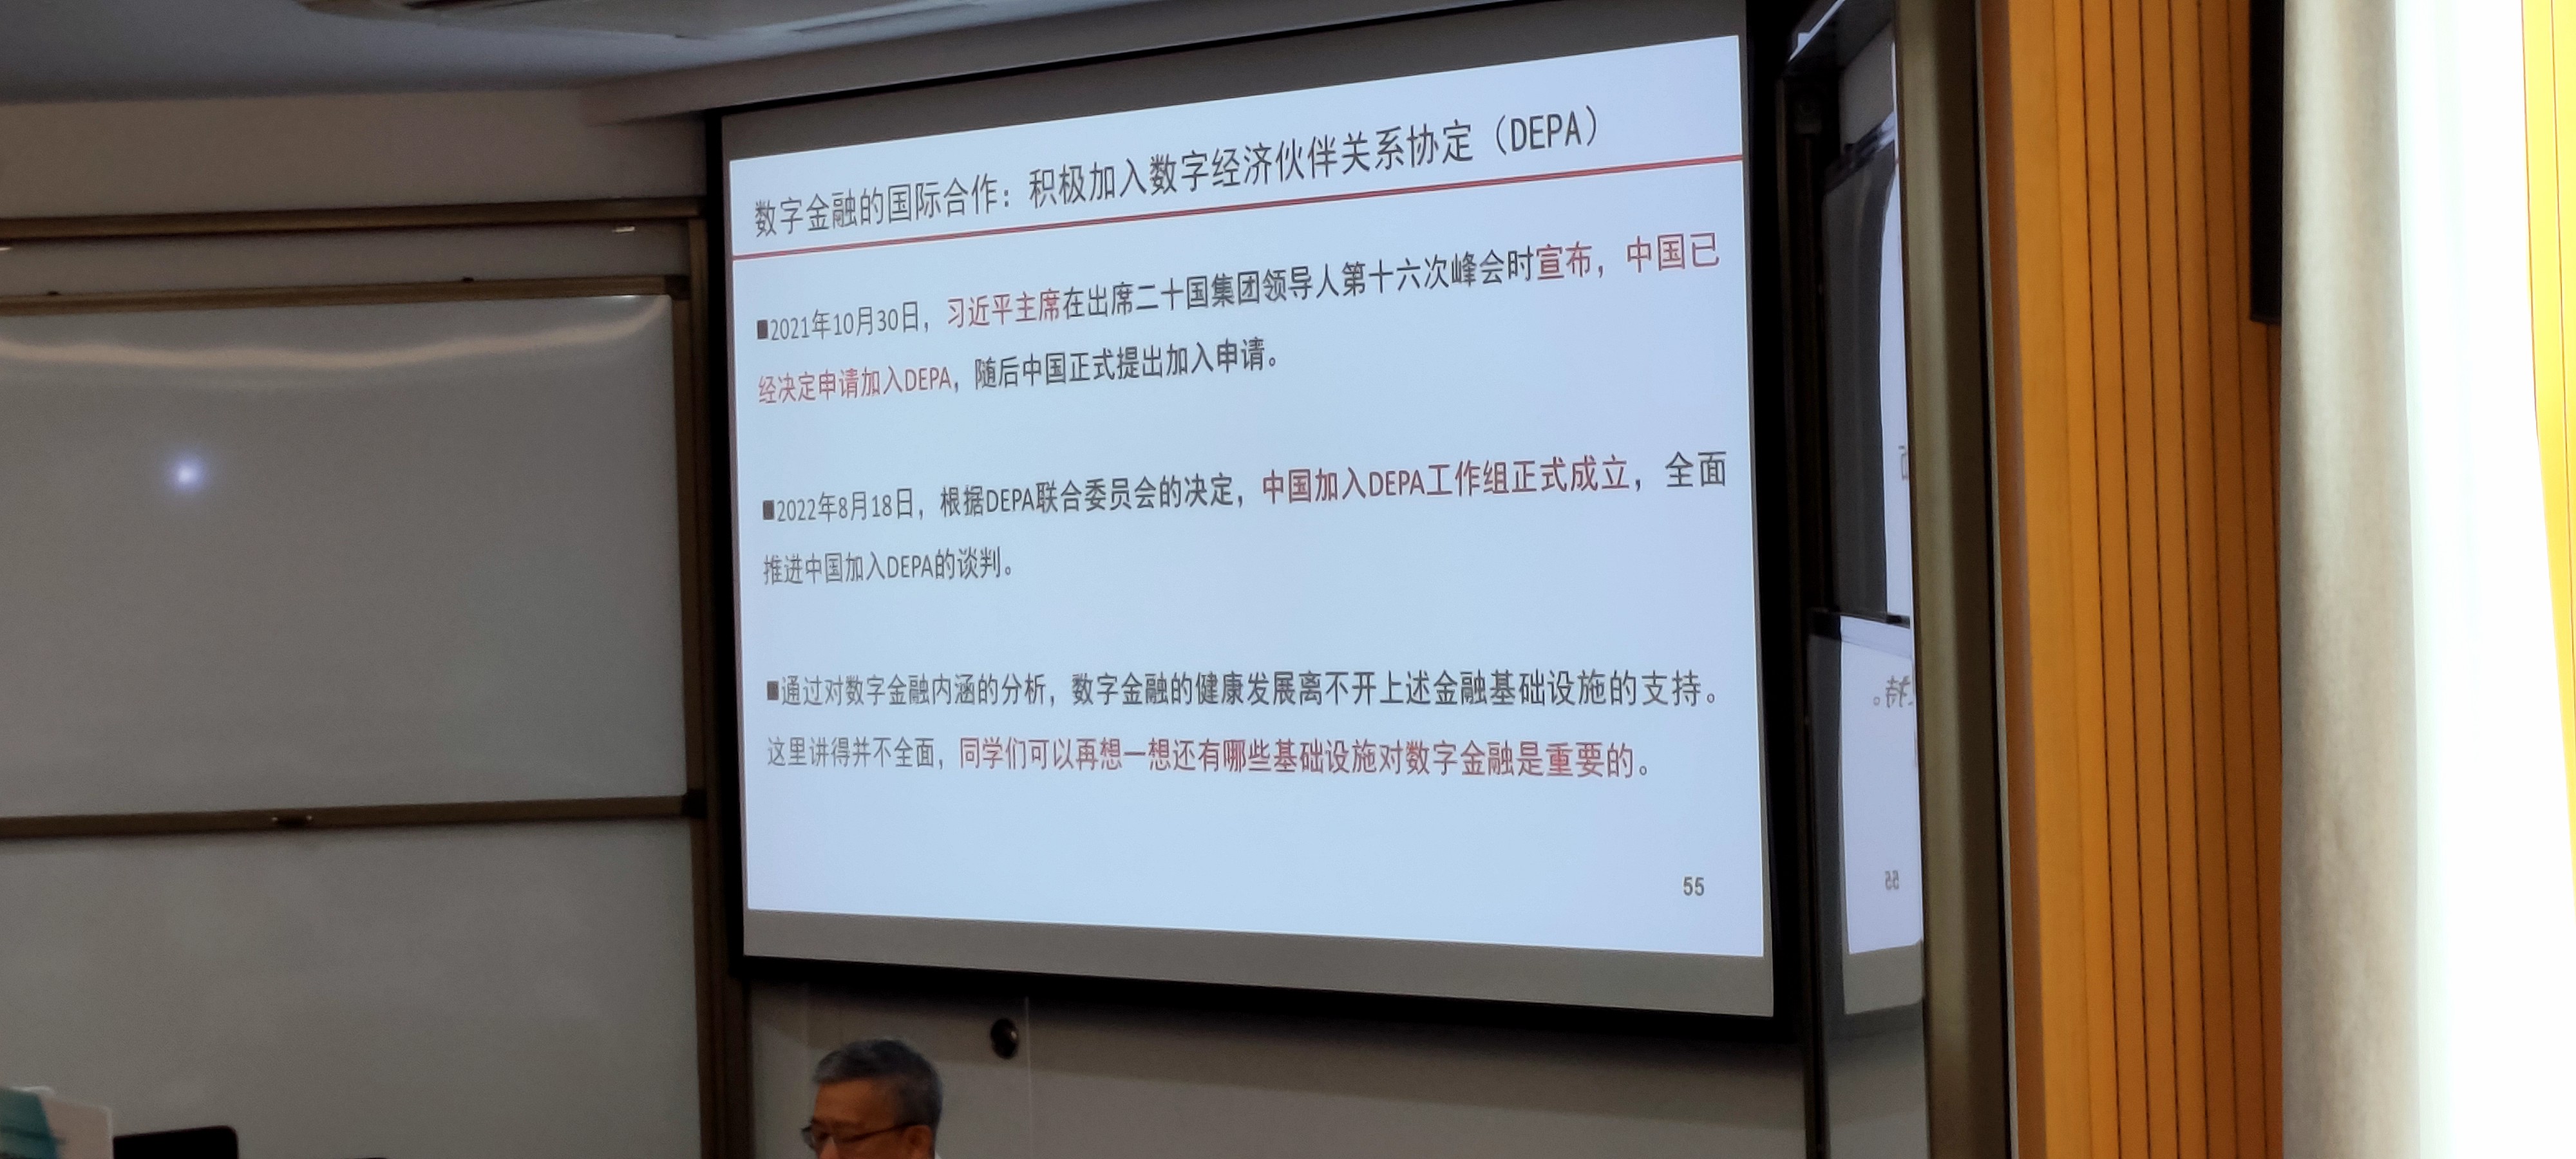 数字金融的国际合作：积极加入数字经济伙伴关系协定（DEPA）
■2021年10月30日，习近平主席在出席二十国集团领导人第十六次峰会时宣布，中国已
经决定申请加入DEPA，随后中国正式提出加入申请。
■2022年8月18日，根据DEPA联合委员会的决定，中国加入DEPA工作组正式成立，全面
推进中国加入DEPA的谈判。
■通过对数字金融内涵的分析，数字金融的健康发展离不开上述金融基础设施的支持。
这里讲得并不全面，同学们可以再想一想还有哪些基础设施对数字金融是重要的。
55
持。
55